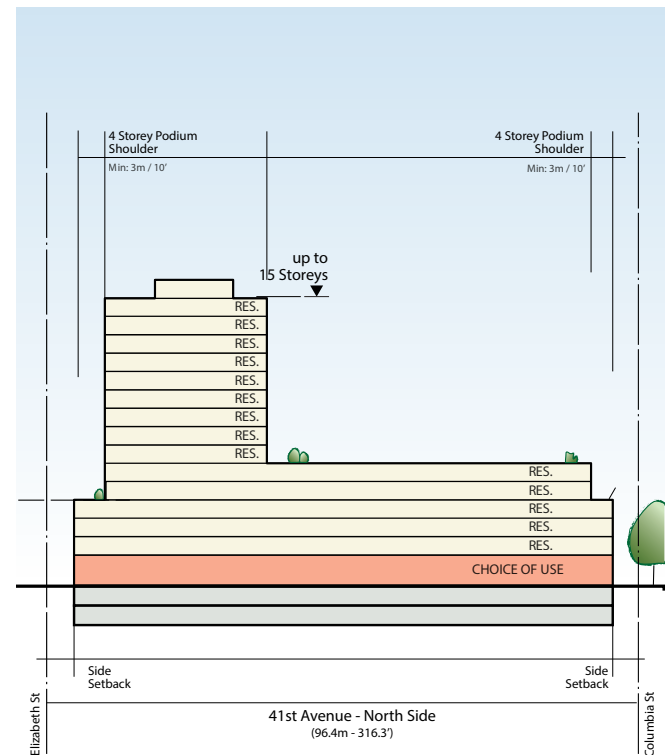 4 Storey Podium
Shoulder
Min: 3m / 10'
4 Storey Podium
Shoulder
Min: 3m / 10'
up to
15 Storeys
RES.
RES.
RES.
RES.
RES.
RES.
RES.
RES.
RES.
RES.
RES.
RES.
RES.
RES.
CHOICE OF USE
Side
Setback
Side
Setback
Elizabeth St
41st Avenue - North Side
(96.4m - 316.3')
Columbia St